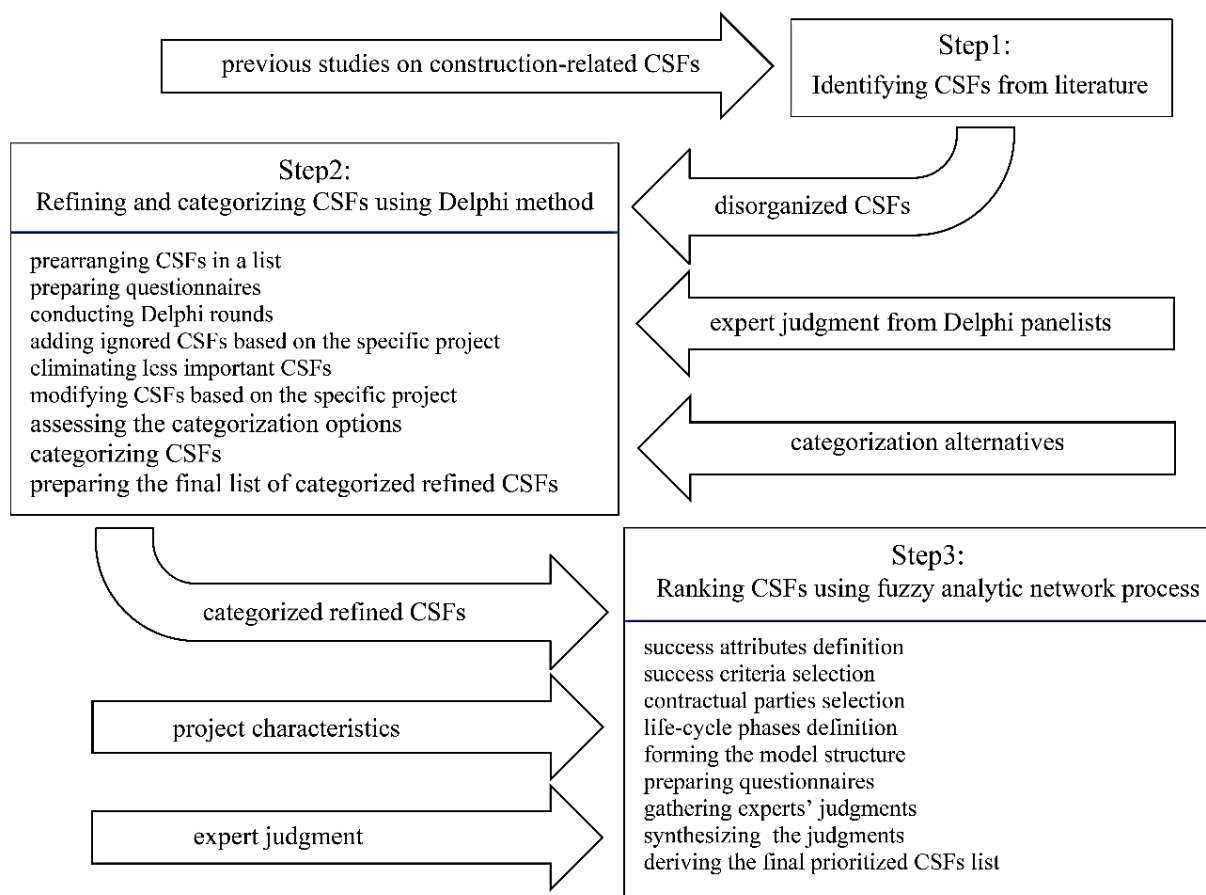 previous studies on construction-related CSFs
Step1:
Identifying CSFs from literature
Step2:
Refining and categorizing CSFs using Delphi method
prearranging CSFs in a list
preparing questionnaires
conducting Delphi rounds
adding ignored CSFs based on the specific project
eliminating less important CSFs
modifying CSFs based on the specific project
assessing the categorization options
categorizing CSFs
preparing the final list of categorized refined CSFs
disorganized CSFs
expert judgment from Delphi panelists
categorization alternatives
categorized refined CSFs
project characteristics
expert judgment
Step3:
Ranking CSFs using fuzzy analytic network process
success attributes definition
success criteria selection
contractual parties selection
life-cycle phases definition
forming the model structure
preparing questionnaires
gathering experts' judgments
synthesizing the judgments
deriving the final prioritized CSFs list